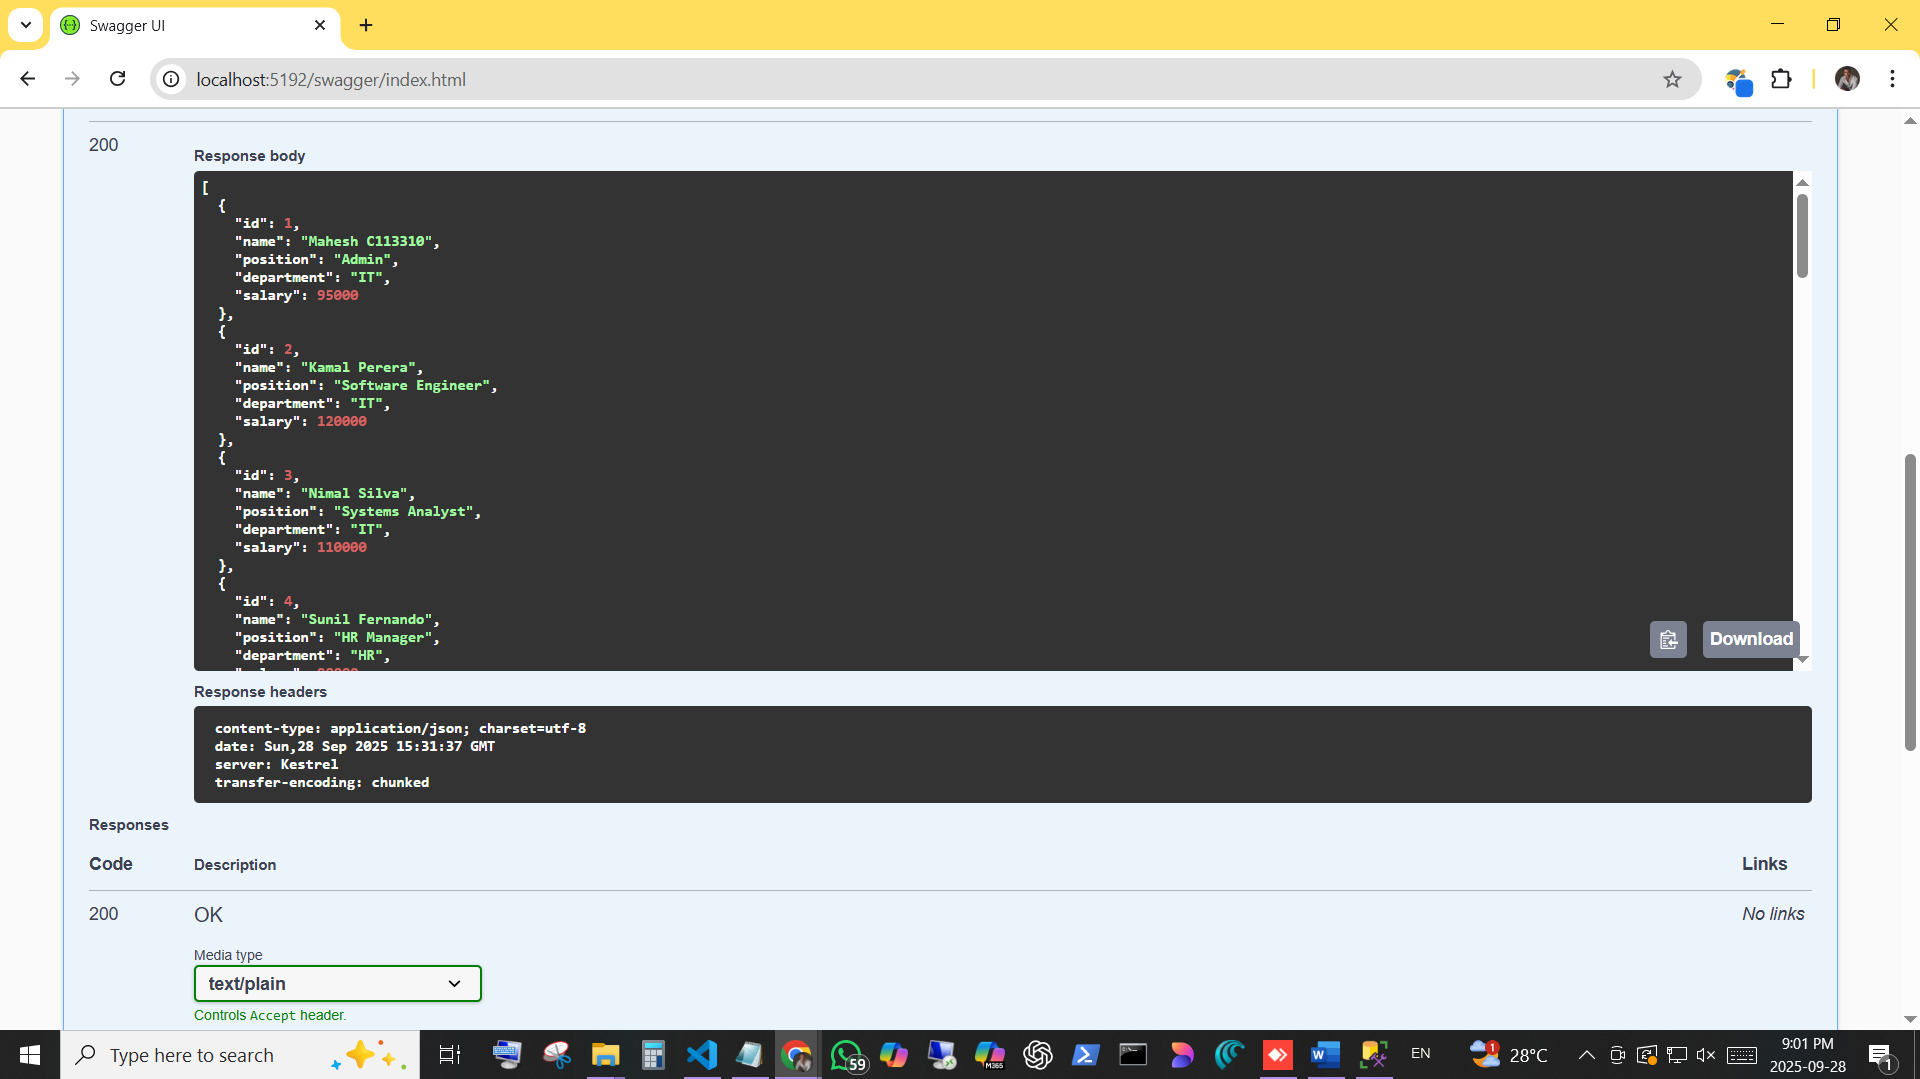 Swagger UI
localhost:5192/swagger/index.html
200
Response body
[
{
"id": 1,
"name": "Mahesh C113310",
"position": "Admin",
"department": "IT",
"salary": 95000
},
{
"id": 2,
"name": "Kamal Perera",
"position": "Software Engineer",
"department": "IT",
"salary": 120000
},
{
"id": 3,
"name": "Nimal Silva",
"position": "Systems Analyst",
"department": "IT",
"salary": 110000
},
{
"id": 4,
"name": "Sunil Fernando",
"position": "HR Manager",
"department": "HR",
Download
Response headers
content-type: application/json; charset=utf-8
date: Sun,28 Sep 2025 15:31:37 GMT
server: Kestrel
transfer-encoding: chunked
Responses
Code Description Links
200 OK No links
Media type
text/plain
Controls Accept header.
Type here to search
59
M365
EN
1
28°C
9:01 PM
2025-09-28
1